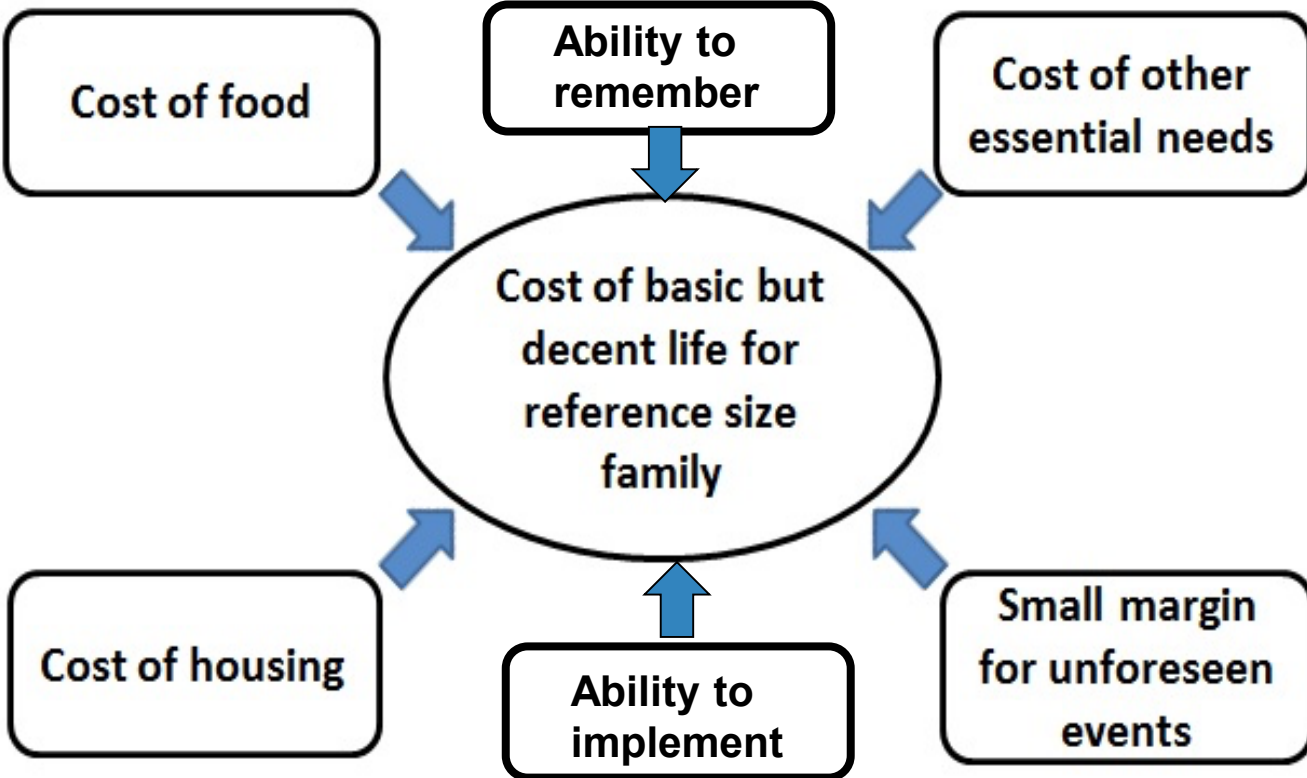 Cost of food
Ability to
remember
Cost of other
essential needs
Cost of basic but
decent life for
reference size
family
Cost of housing
Ability to
implement
Small margin
for unforeseen
events